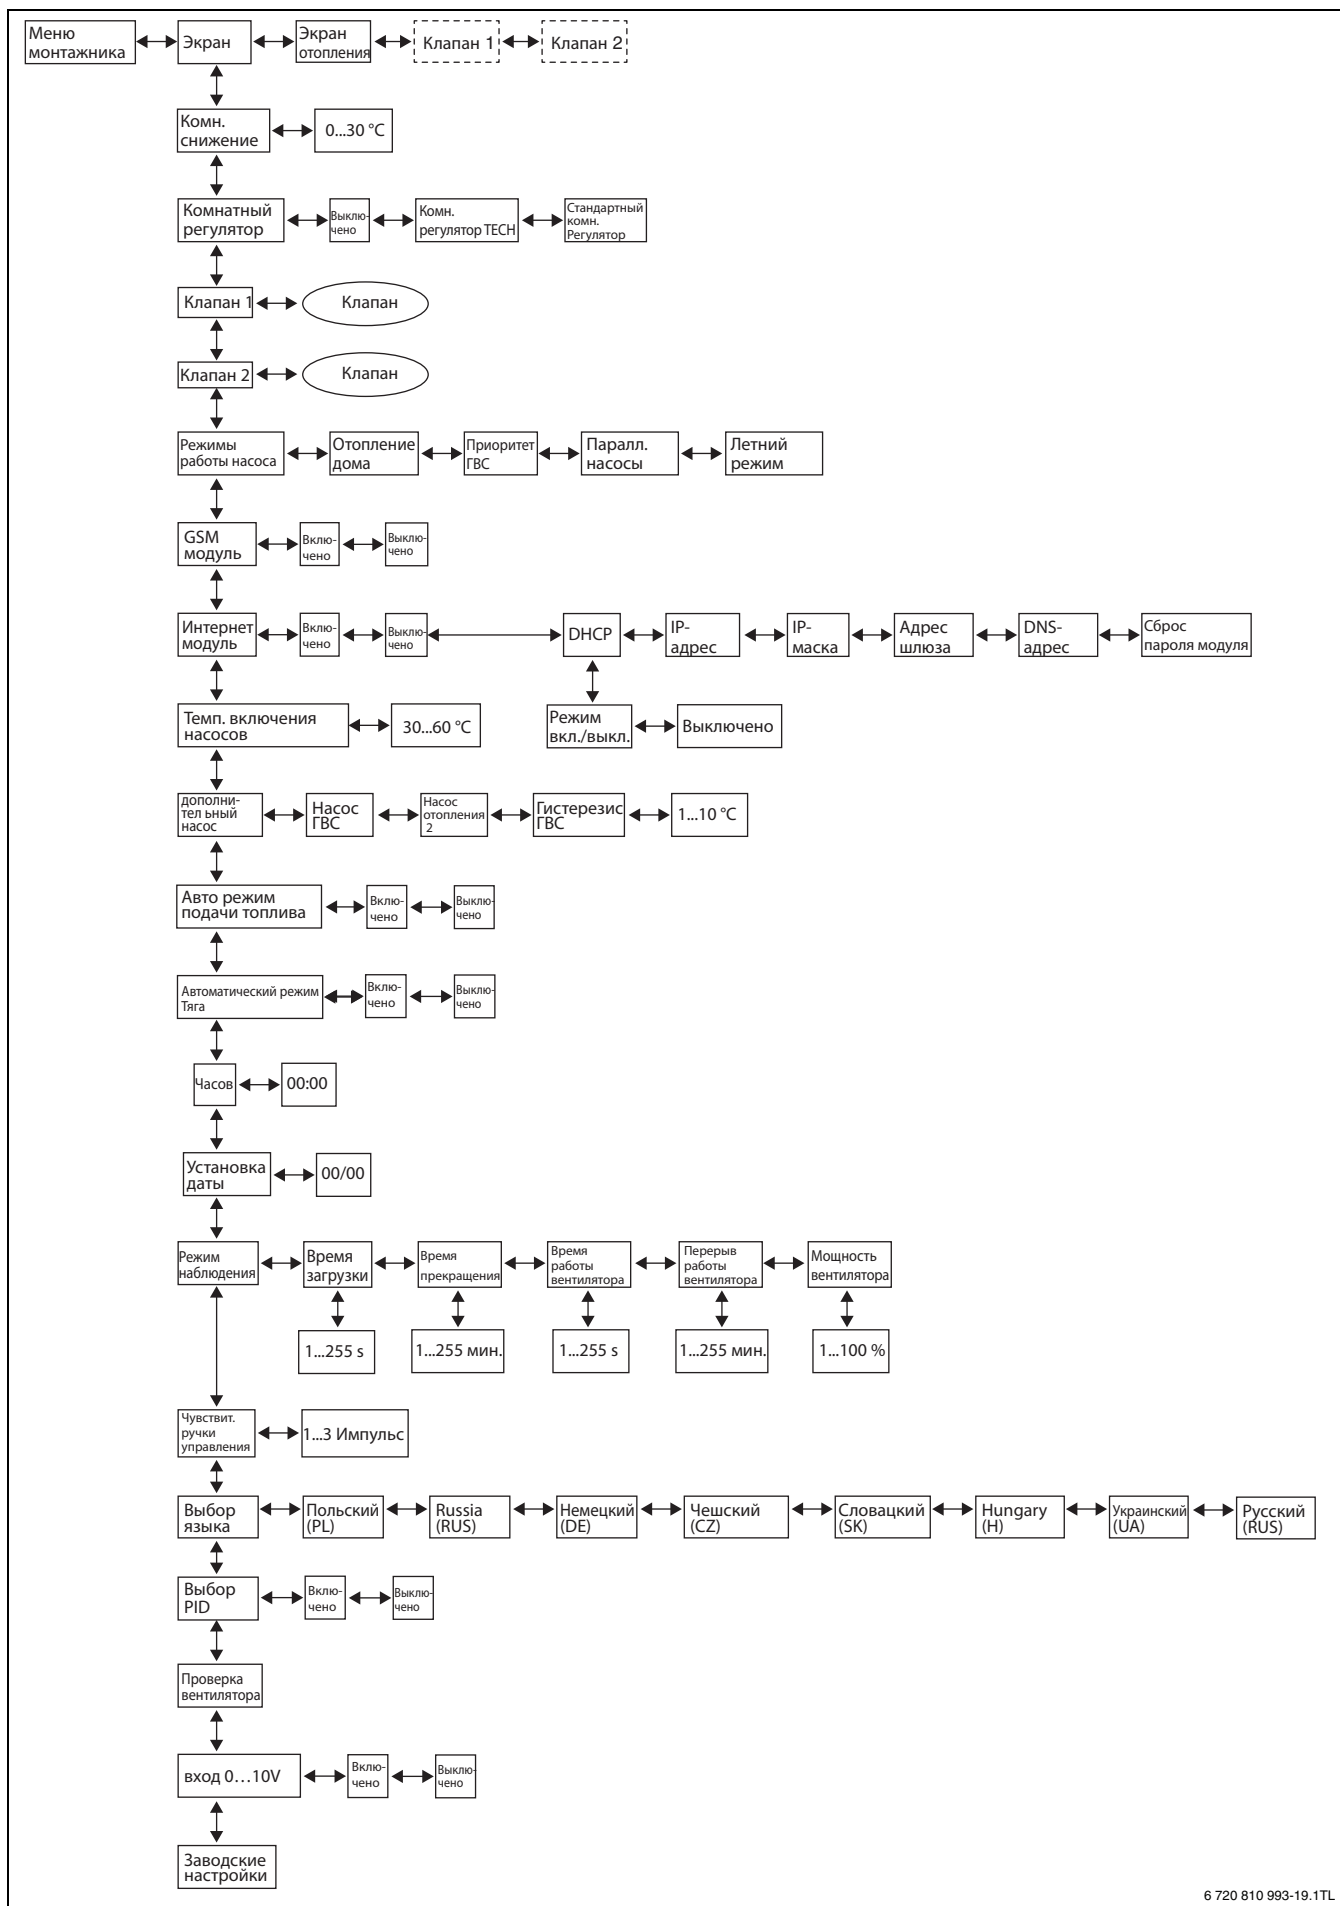 Меню
монтажника
Экран
Экран
отопления
Клапан 1
Клапан 2
Комн.
снижение
0...30 °C
Комнатный
регулятор
Выклю-
чено
Комн.
регулятор TECH
Стандартный
комн.
Регулятор
Клапан 1
Клапан
Клапан 2
Клапан
Режимы
работы насоса
Отопление
дома
Приоритет
ГВС
Паралл.
насосы
Летний
режим
GSM
модуль
Вклю-
чено
Выклю-
чено
Интернет
модуль
Вклю-
чено
Выклю-
чено
DHCP
IP-
адрес
IP-
маска
Адрес
шлюза
DNS-
адрес
Сброс
пароля модуля
Темп. включения
насосов
30...60 °C
Режим
вкл./выкл.
Выключено
дополни-
тел ьный
насос
Насос
ГВС
Насос
отопления
2
Гистерезис
ГВС
1...10 °C
Авто режим
подачи топлива
Вклю-
чено
Выклю-
чено
Автоматический режим
Тяга
Вклю-
чено
Выклю-
чено
Часов
00:00
Установка
даты
00/00
Режим
наблюдения
Время
загрузки
Время
прекращения
Время
работы
вентилятора
Перерыв
работы
вентилятора
Мощность
вентилятора
1...255 s
1...255 мин.
1...255 s
1...255 мин.
1...100 %
Чувствит.
ручки
управления
1...3 Импульс
Выбор
языка
Польский
(PL)
Russia
(RUS)
Немецкий
(DE)
Чешский
(CZ)
Словацкий
(SK)
Hungary
(H)
Украинский
(UA)
Русский
(RUS)
Выбор
PID
Вклю-
чено
Выклю-
чено
Проверка
вентилятора
вход 0…10V
Вклю-
чено
Выклю-
чено
Заводские
настройки
6 720 810 993-19.1TL